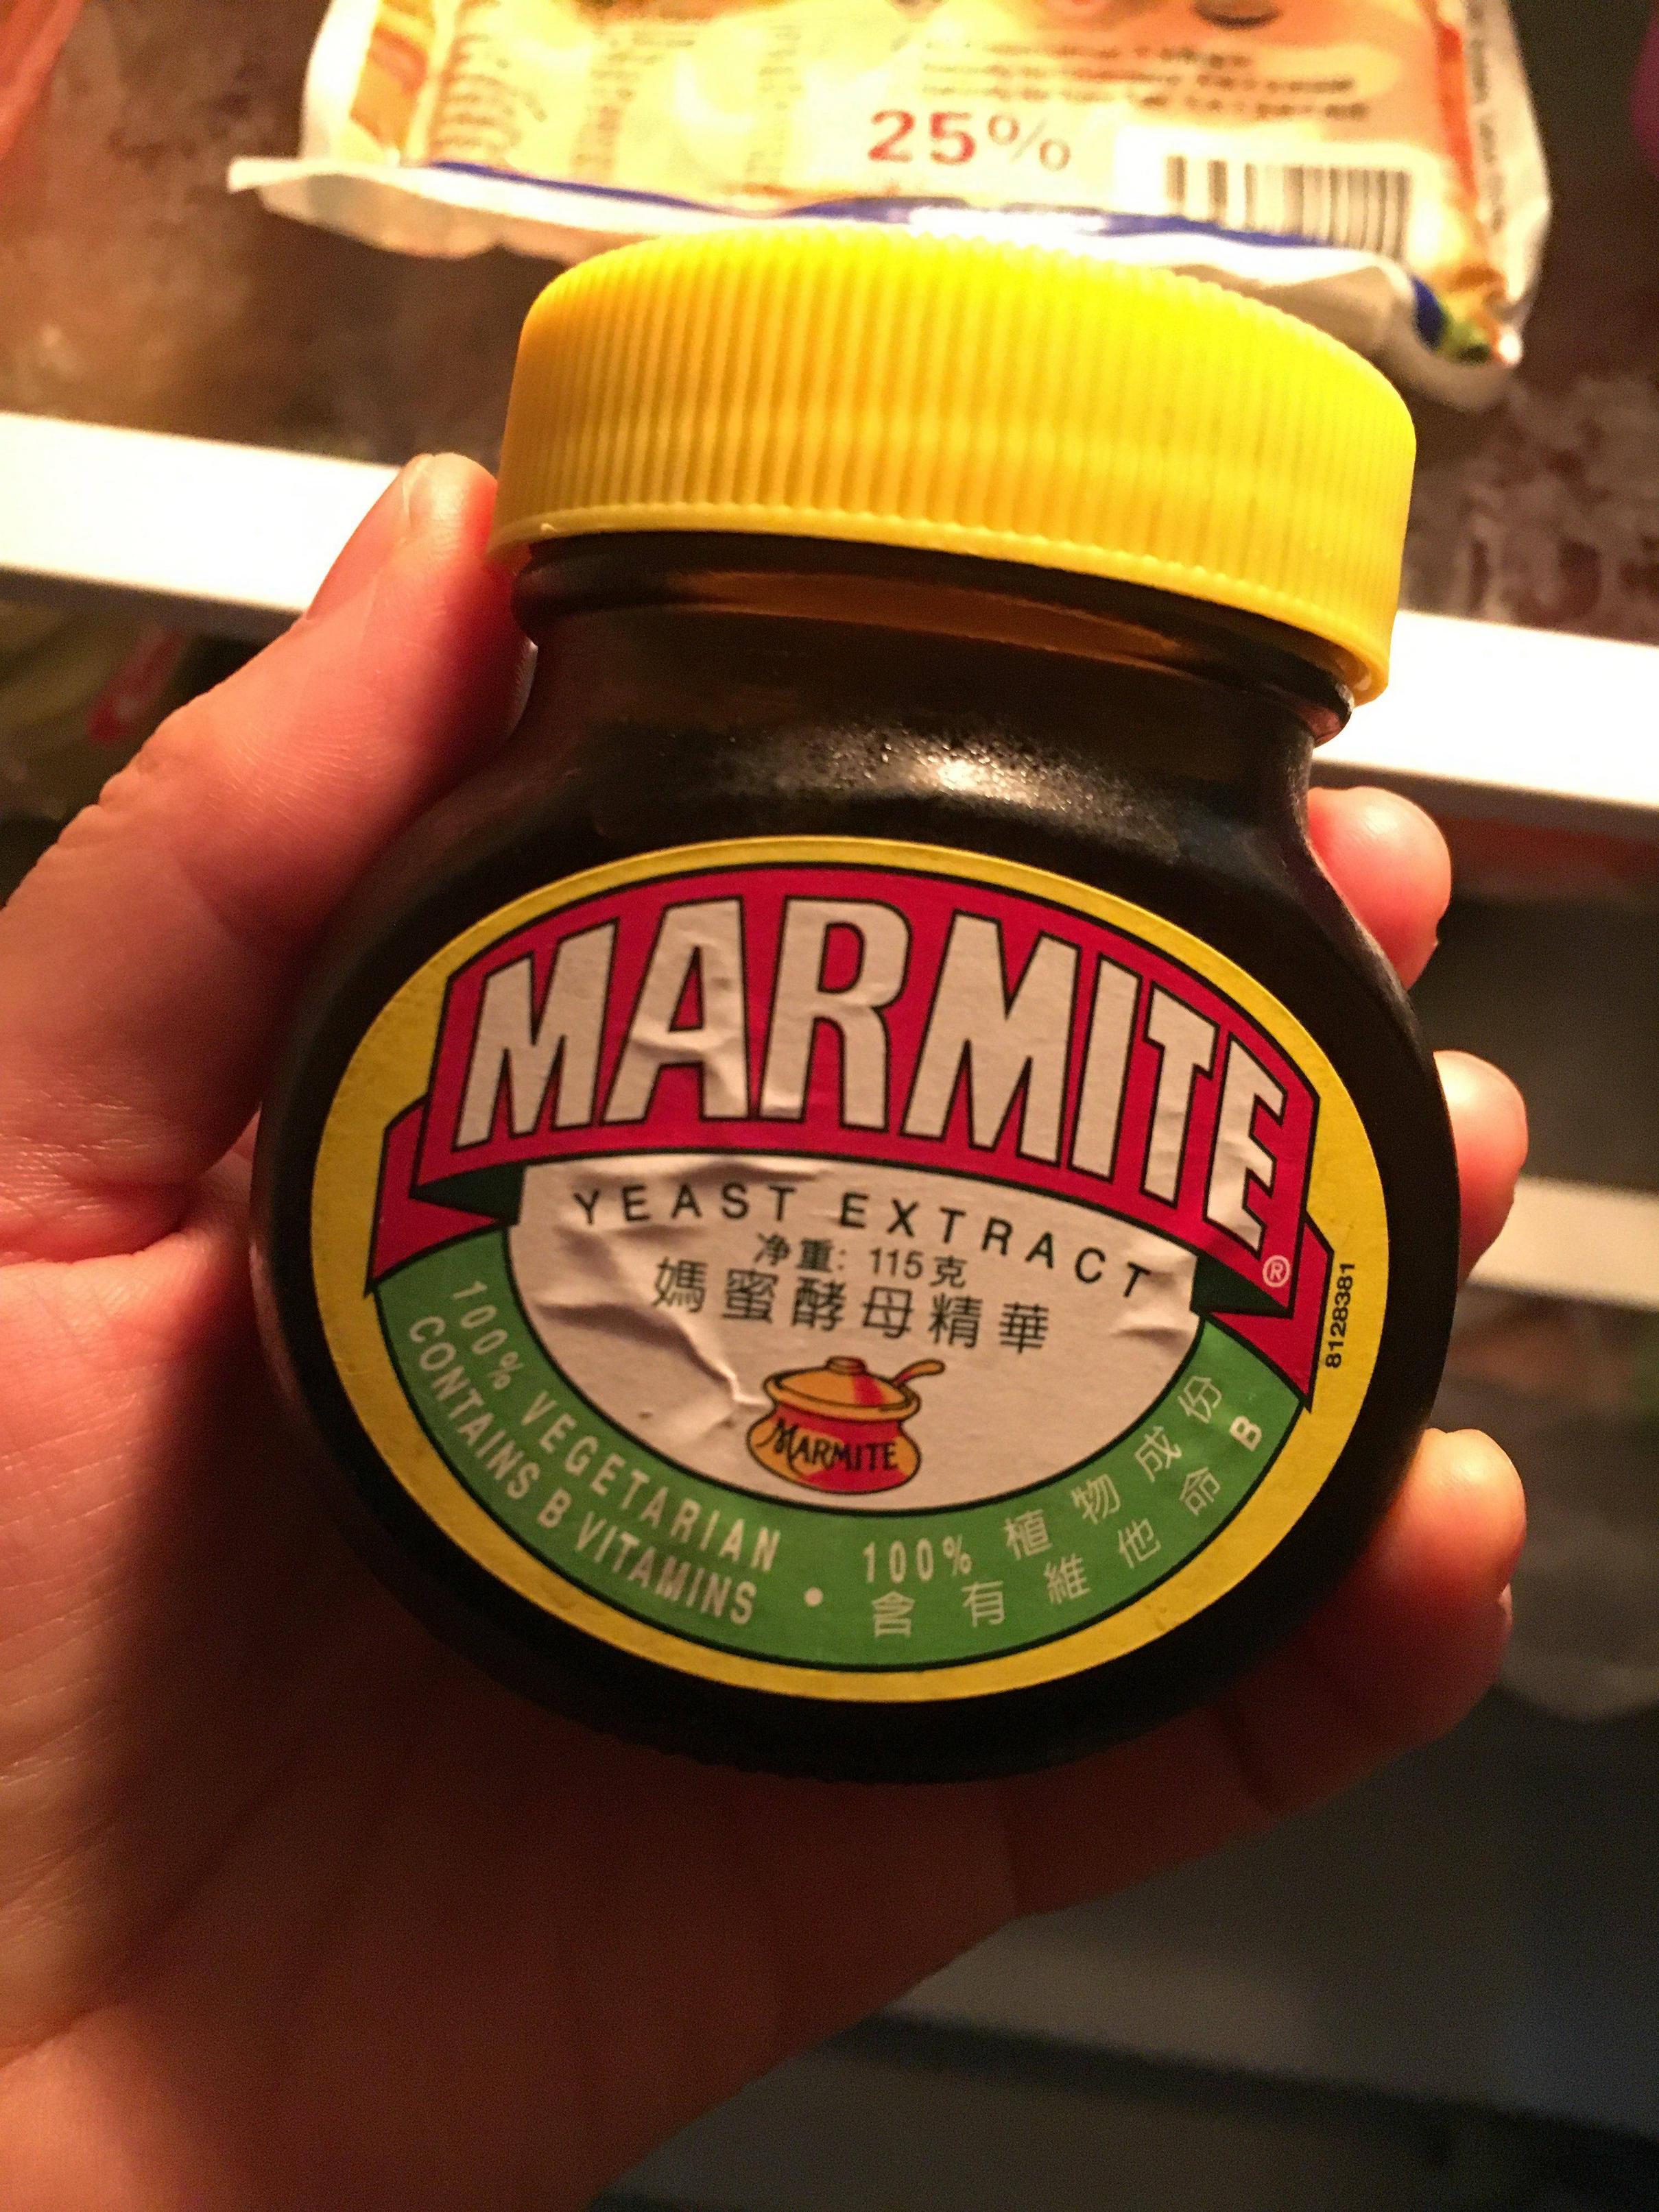 25%
MARMITE®
YEAST EXTRACT
净重: 115克
媽蜜酵母精華
MARMITE
100% VEGETARIAN
CONTAINS B VITAMINS
•
100% 植物成份
含有維他命 B
8128381